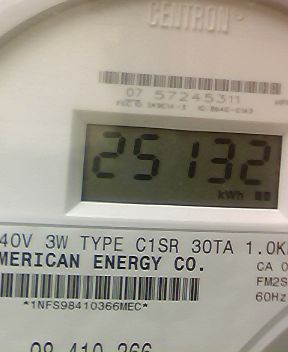 CENTRON
07 57245311
25132
kWh
40V 3W TYPE C1SR 30TA 1.0K
MERICAN ENERGY CO.
CA 0
FM2S
60Hz
*1NFS98410366MEC*
98 410 366